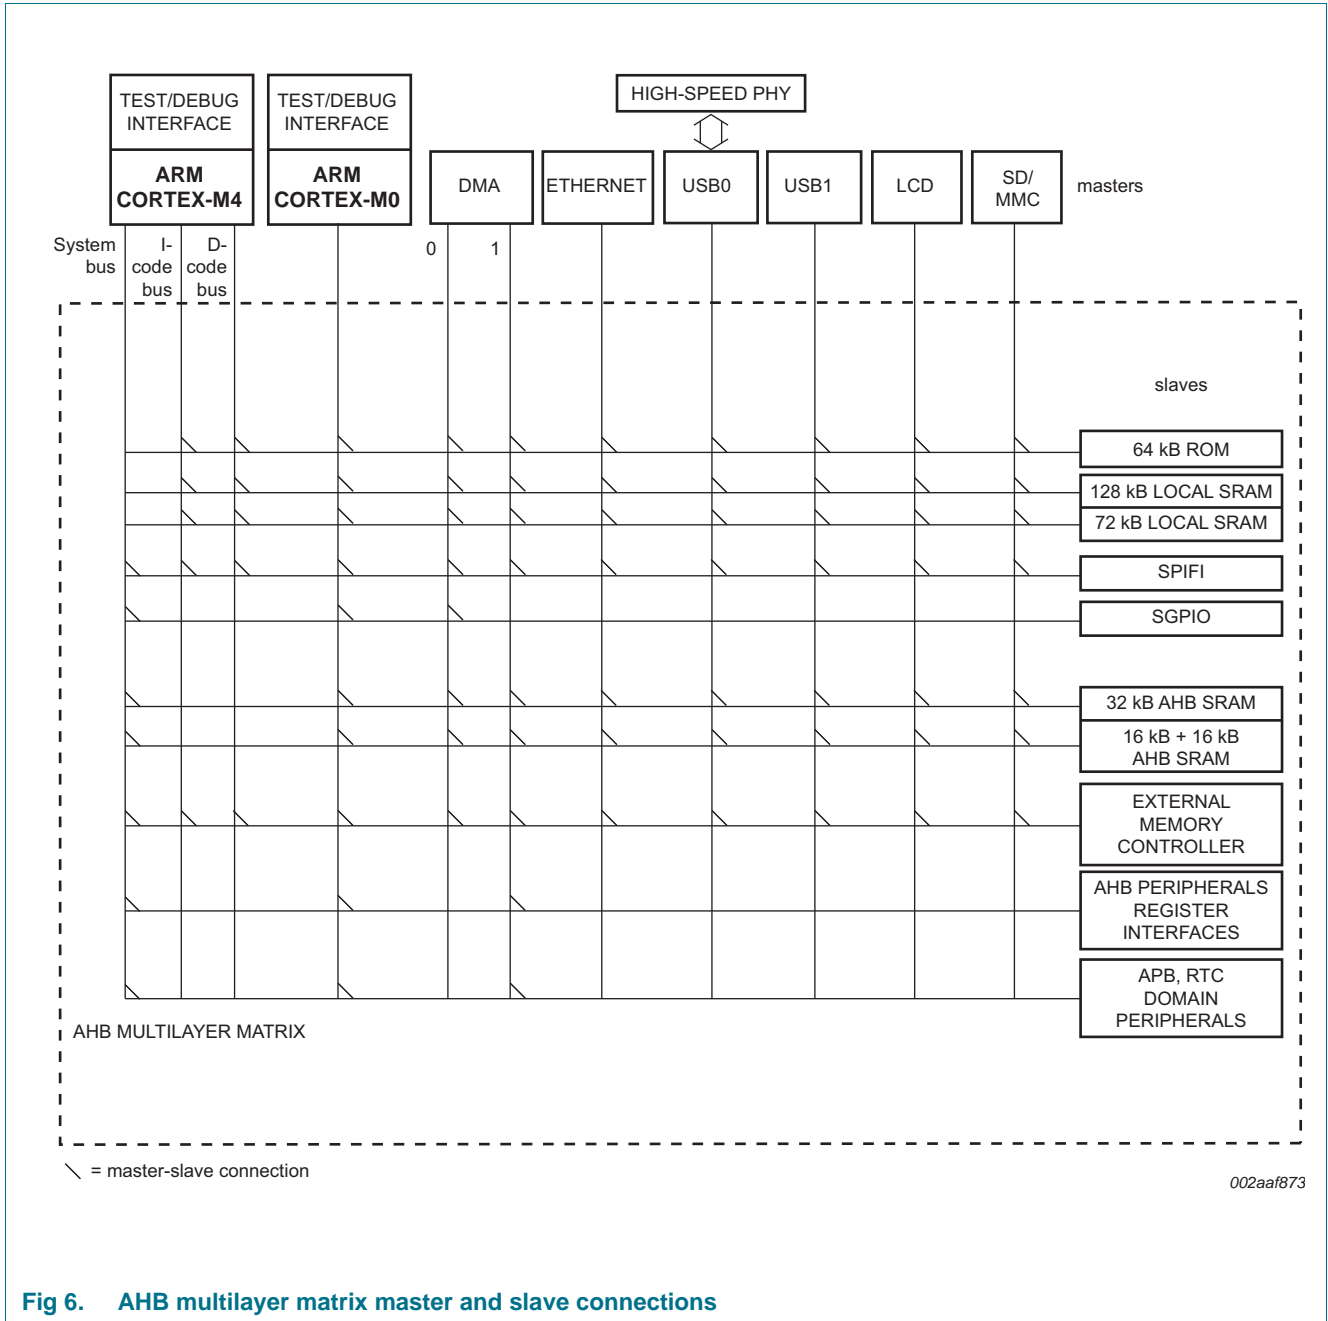 TEST/DEBUG
INTERFACE
TEST/DEBUG
INTERFACE
HIGH-SPEED PHY
ARM
CORTEX-M4
ARM
CORTEX-M0
DMA
ETHERNET
USB0
USB1
LCD
SD/
MMC
masters
System
bus
I-
code
bus
D-
code
bus
0
1
slaves
64 kB ROM
128 kB LOCAL SRAM
72 kB LOCAL SRAM
SPIFI
SGPIO
32 kB AHB SRAM
16 kB + 16 kB
AHB SRAM
EXTERNAL
MEMORY
CONTROLLER
AHB PERIPHERALS
REGISTER
INTERFACES
APB, RTC
DOMAIN
PERIPHERALS
AHB MULTILAYER MATRIX
= master-slave connection
002aaf873
Fig 6. AHB multilayer matrix master and slave connections